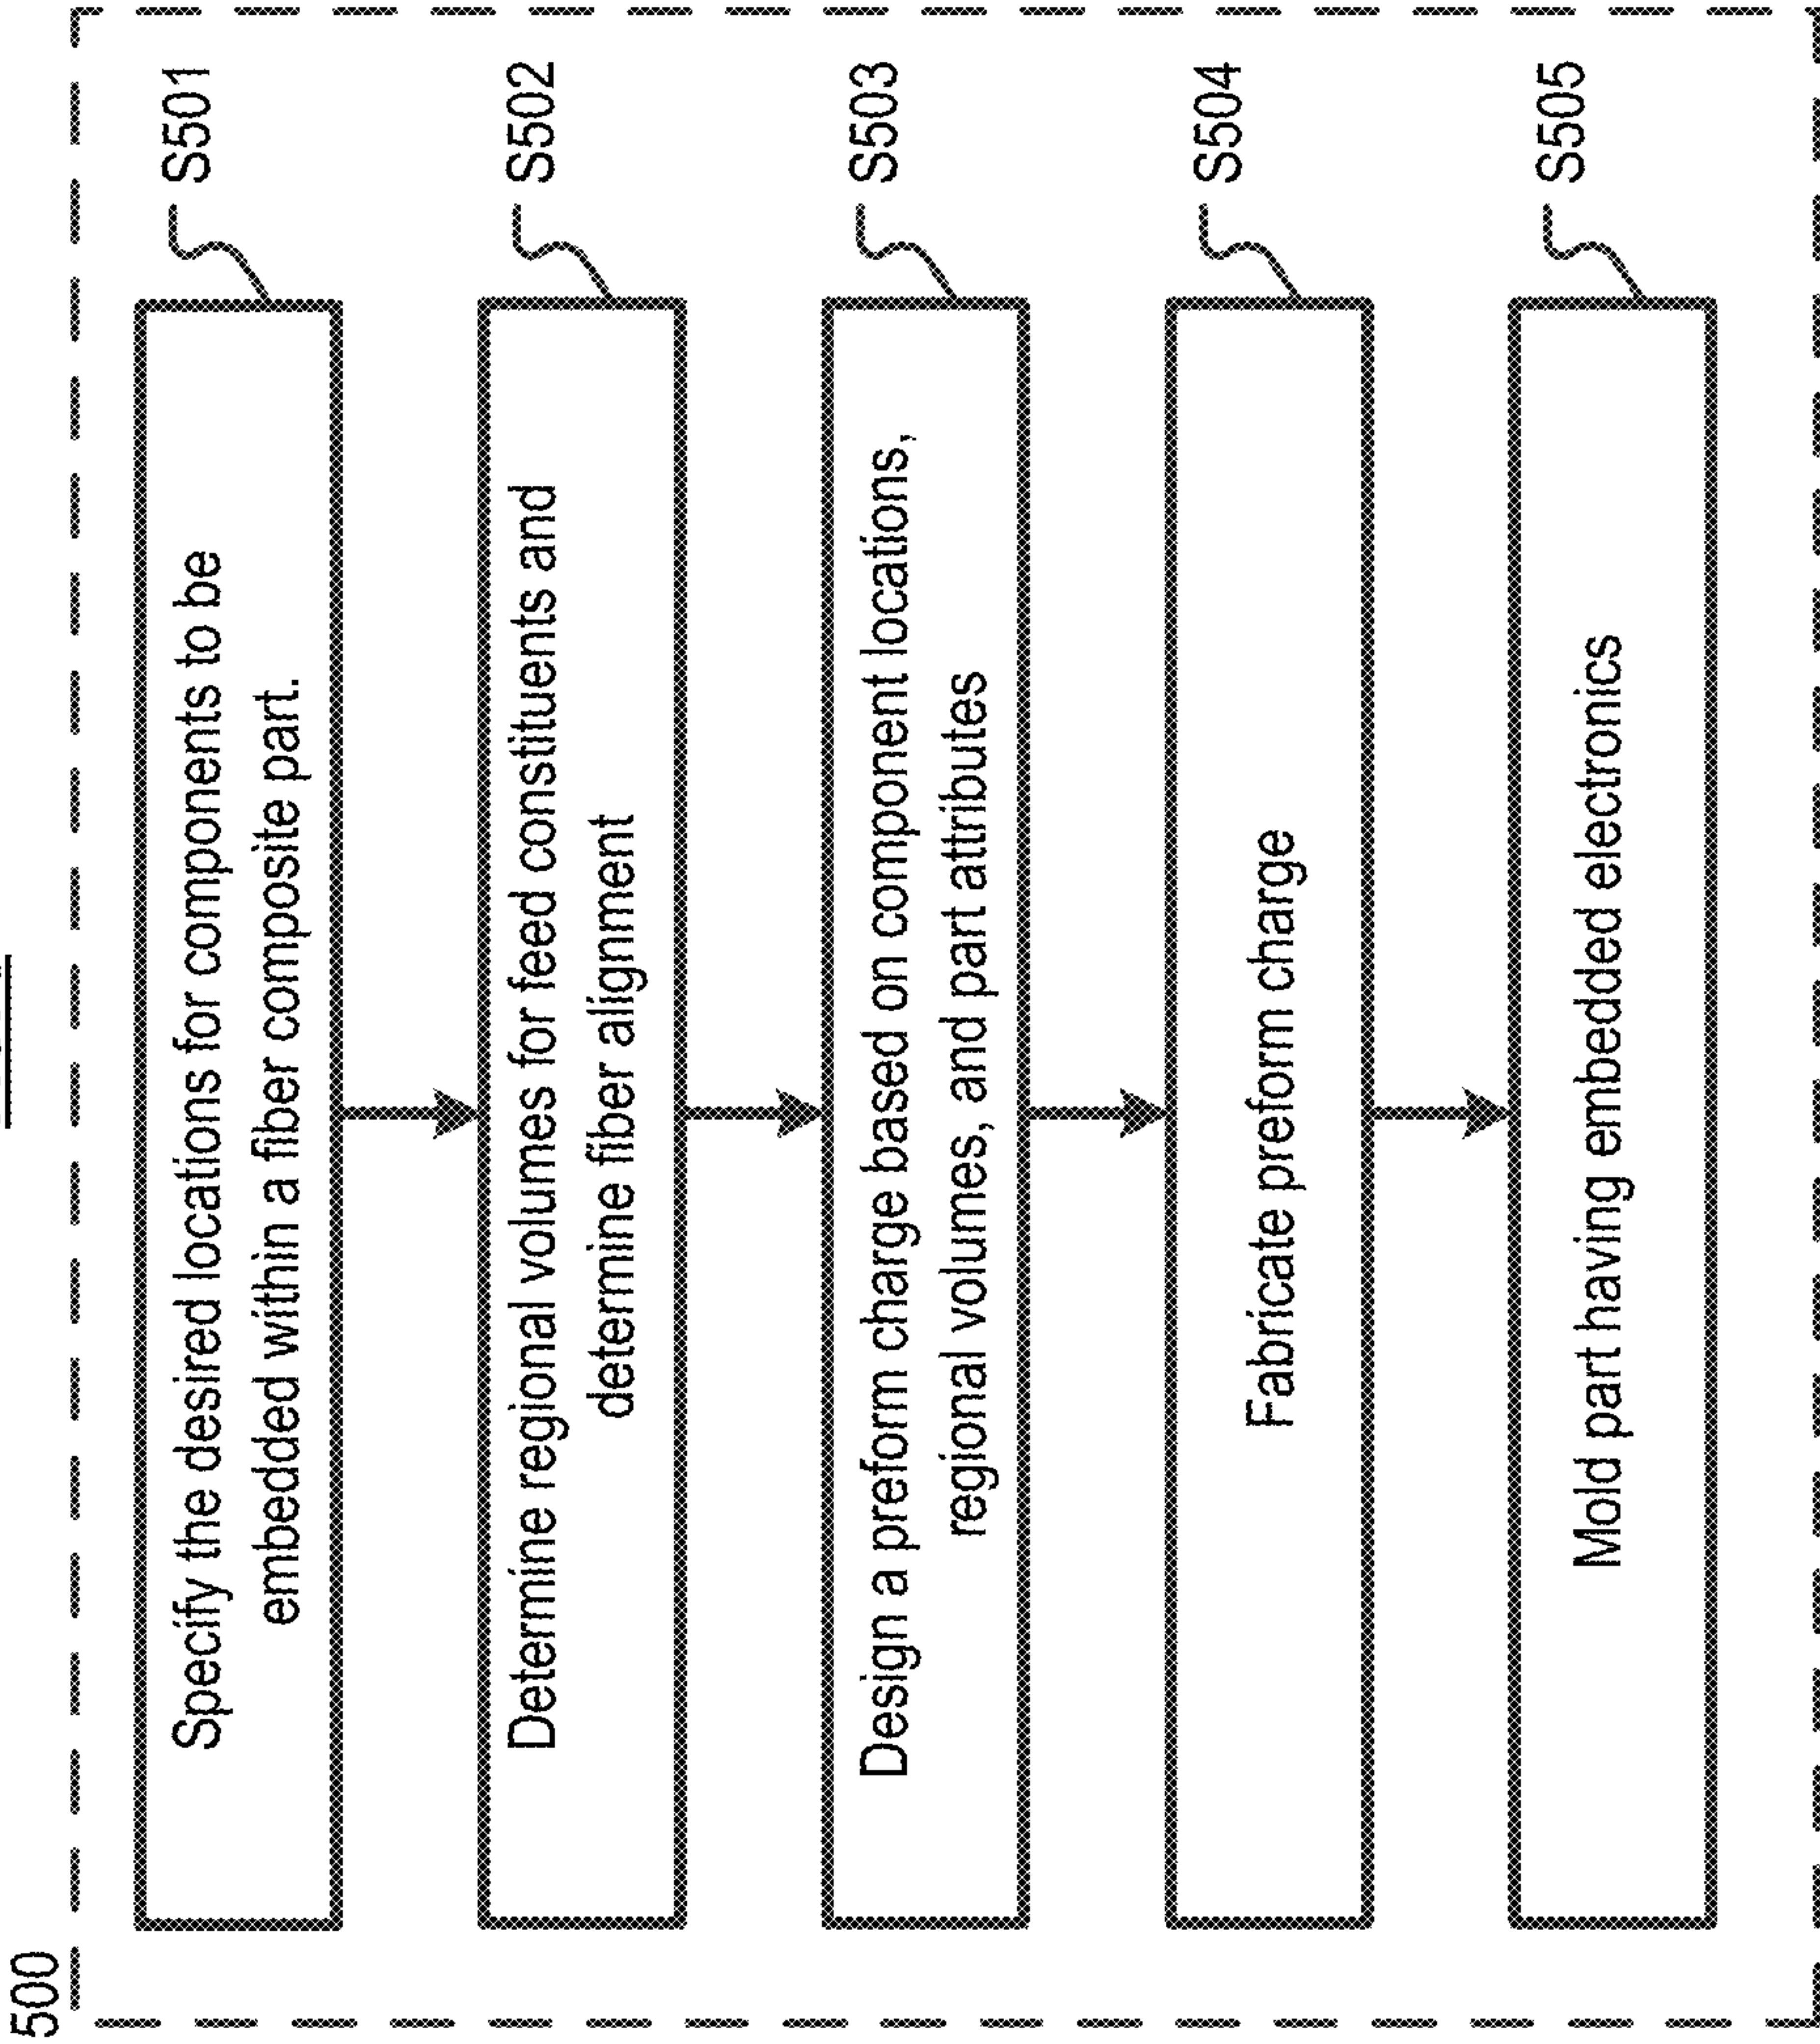 500
Specify the desired locations for components to be
embedded within a fiber composite part.
S501
Determine regional volumes for feed constituents and
determine fiber alignment
S502
Design a preform charge based on component locations,
regional volumes, and part attributes
S503
Fabricate preform charge
S504
Mold part having embedded electronics
S505